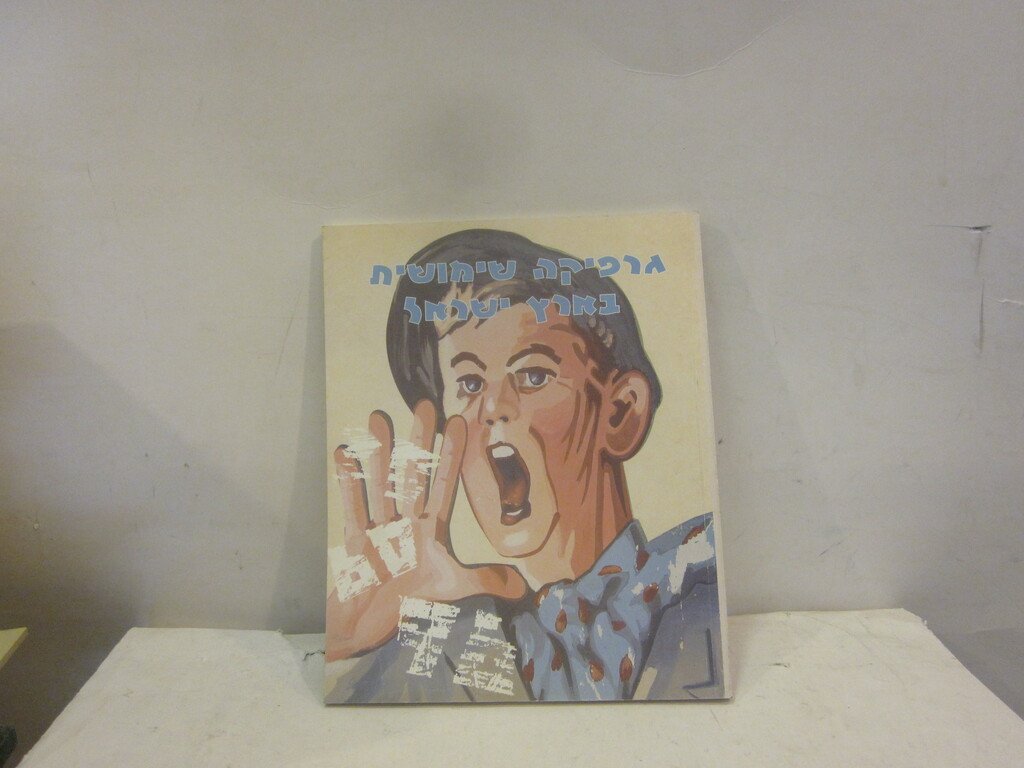 גרפיקה שימושית
בארץ ישראל